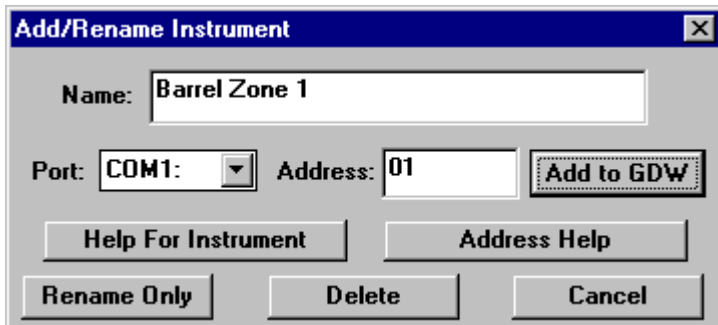 Add/Rename Instrument
Name: Barrel Zone 1
Port: COM1: Address: 01 Add to GDW
Help For Instrument Address Help
Rename Only Delete Cancel